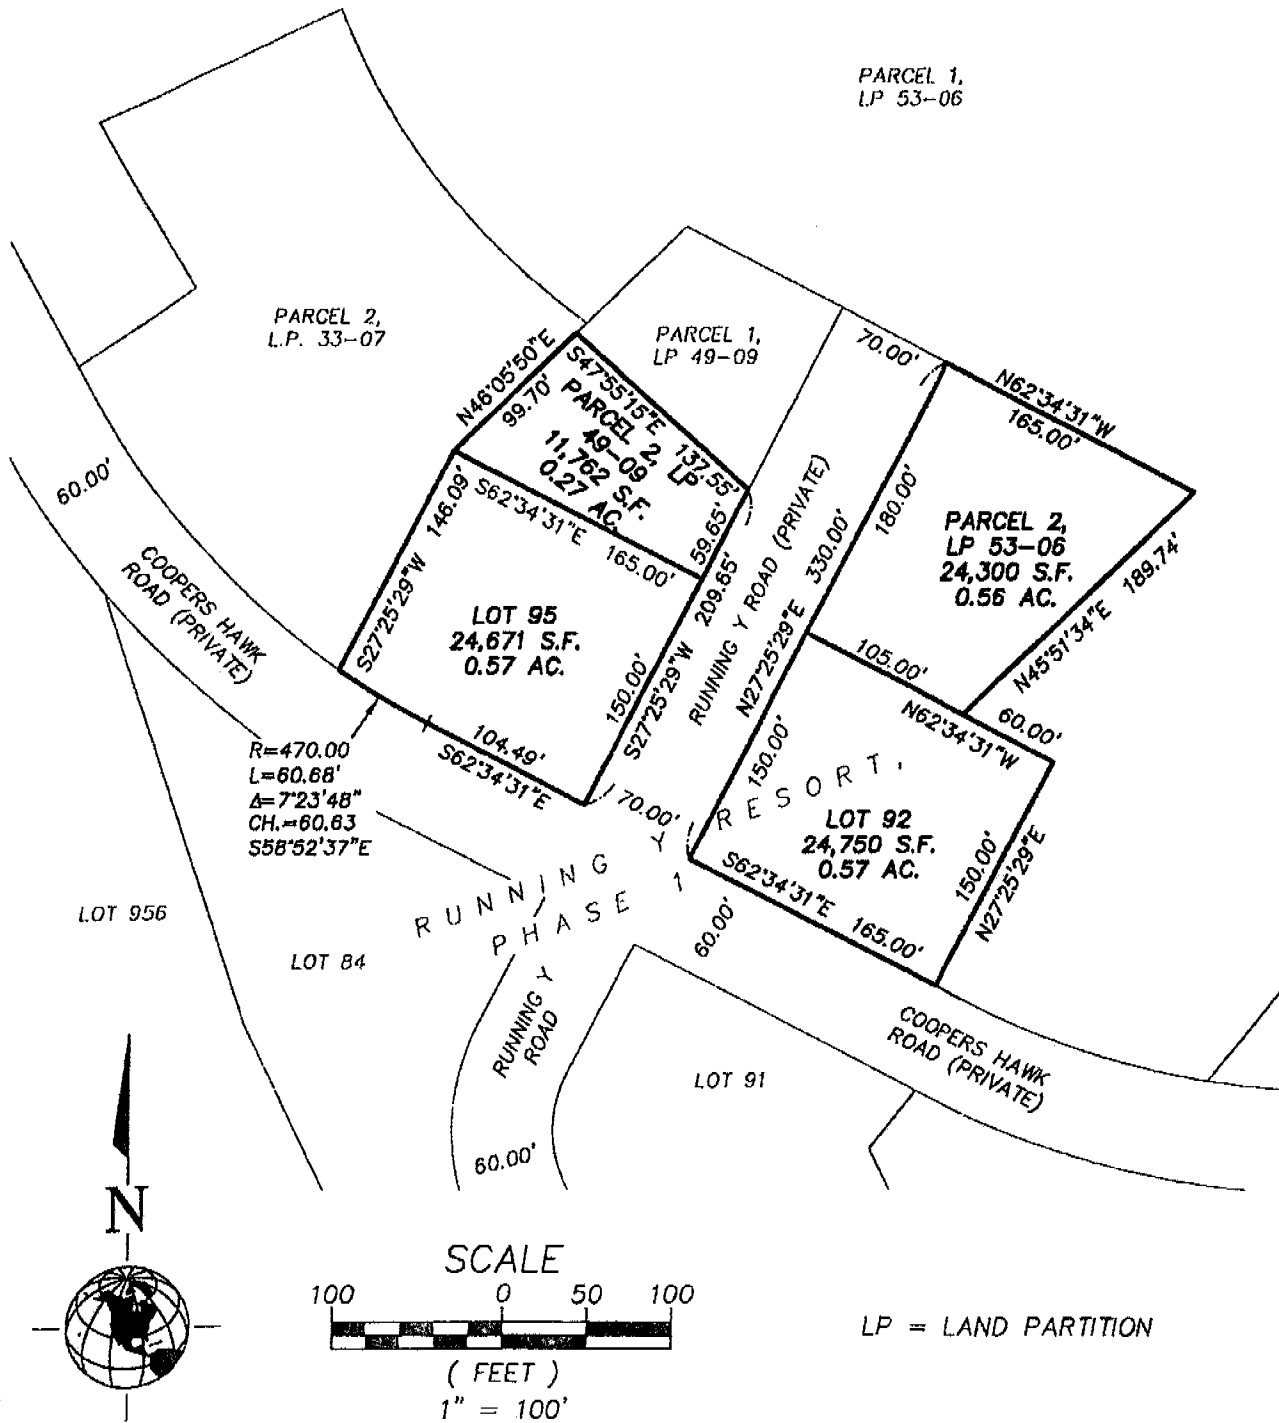 PARCEL 1,
LP 53-06
PARCEL 2,
L.P. 33-07
PARCEL 1,
LP 49-09
70.00'
N62°34'31"W
165.00'
N46°05'50"E
99.70'
S47°55'15"E 137.55'
PARCEL 2, LP
49-09
11,762 S.F.
0.27 AC.
60.00'
COOPERS HAWK
ROAD (PRIVATE)
S27°25'29"W 146.09'
S62°34'31"E 165.00'
59.65'
S27°25'29"W 209.65'
150.00'
RUNNING Y ROAD (PRIVATE)
N27°25'29"E 330.00'
180.00'
PARCEL 2,
LP 53-06
24,300 S.F.
0.56 AC.
N45°51'34"E 189.74'
LOT 95
24,671 S.F.
0.57 AC.
105.00'
N62°34'31"W
60.00'
150.00'
104.49'
S62°34'31"E
R=470.00
L=60.68'
Δ=7°23'48"
CH.=60.63
S58°52'37"E
70.00'
LOT 92
24,750 S.F.
0.57 AC.
150.00'
N27°25'29"E
S62°34'31"E 165.00'
60.00'
RUNNING Y RESORT,
PHASE 1
LOT 956
LOT 84
RUNNING Y
ROAD
LOT 91
COOPERS HAWK
ROAD (PRIVATE)
60.00'
N
SCALE
100 0 50 100
( FEET )
1" = 100'
LP = LAND PARTITION